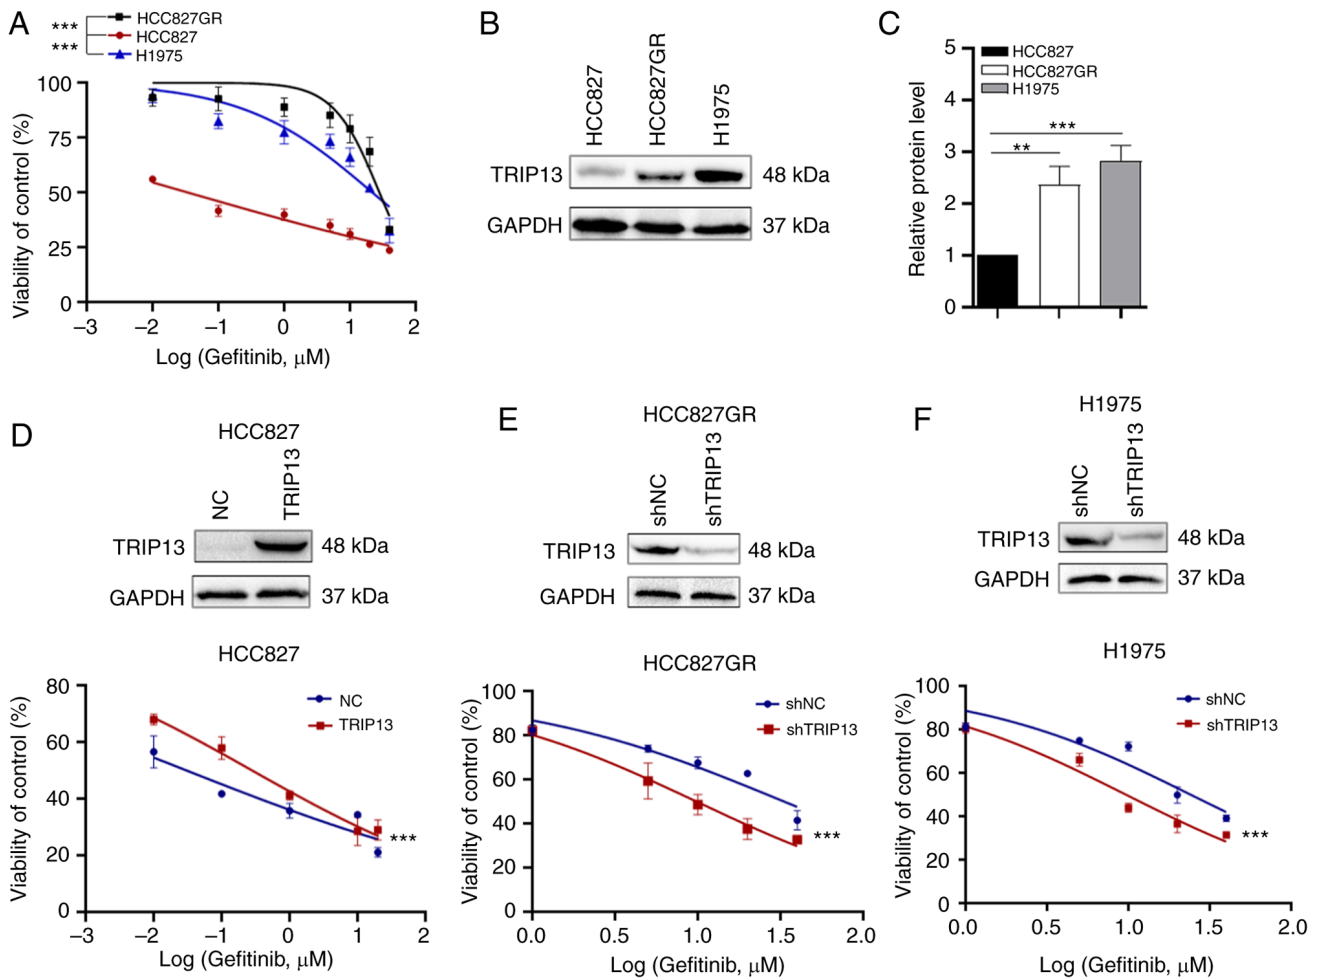 A
***
***
HCC827GR
HCC827
H1975
Viability of control (%)
100
75
50
25
0
−3 −2 −1 0 1 2
Log (Gefitinib, μM)
B
HCC827
HCC827GR
H1975
TRIP13 48 kDa
GAPDH 37 kDa
C
HCC827
HCC827GR
H1975
Relative protein level
5
4
3
2
1
0
***
**
D
HCC827
NC
TRIP13
TRIP13 48 kDa
GAPDH 37 kDa
HCC827
Viability of control (%)
80
60
40
20
0
NC
TRIP13
***
−3 −2 −1 0 1 2
Log (Gefitinib, μM)
E
HCC827GR
shNC
shTRIP13
TRIP13 48 kDa
GAPDH 37 kDa
HCC827GR
Viability of control (%)
100
80
60
40
20
0
shNC
shTRIP13
***
0 0.5 1.0 1.5 2.0
Log (Gefitinib, μM)
F
H1975
shNC
shTRIP13
TRIP13 48 kDa
GAPDH 37 kDa
H1975
Viability of control (%)
100
80
60
40
20
0
shNC
shTRIP13
***
0.0 0.5 1.0 1.5 2.0
Log (Gefitinib, μM)